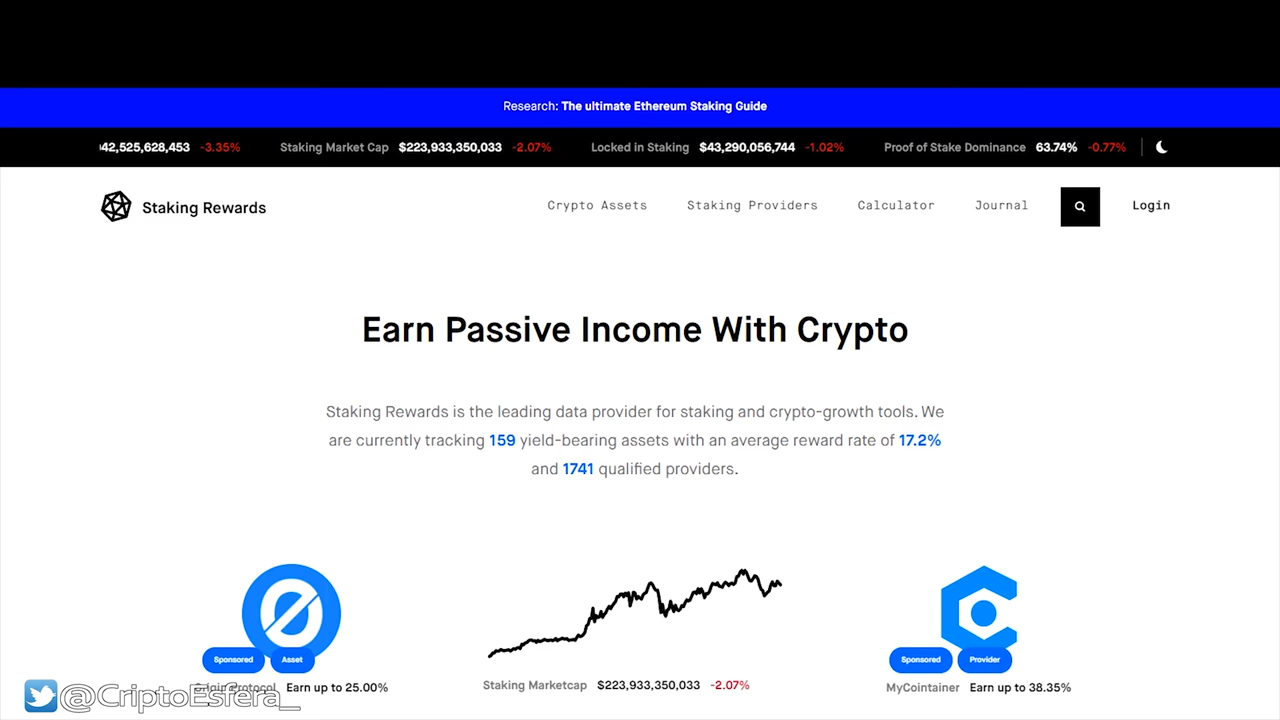 Research: The ultimate Ethereum Staking Guide
42,525,628,453 -3.35% Staking Market Cap $223,933,350,033 -2.07% Locked in Staking $43,290,056,744 -1.02% Proof of Stake Dominance 63.74% -0.77%
Staking Rewards Crypto Assets Staking Providers Calculator Journal Login
Earn Passive Income With Crypto
Staking Rewards is the leading data provider for staking and crypto-growth tools. We
are currently tracking 159 yield-bearing assets with an average reward rate of 17.2%
and 1741 qualified providers.
Sponsored Asset Sponsored Provider
Origin Protocol Earn up to 25.00% Staking Marketcap $223,933,350,033 -2.07% MyCointainer Earn up to 38.35%
@CriptoEsfera_